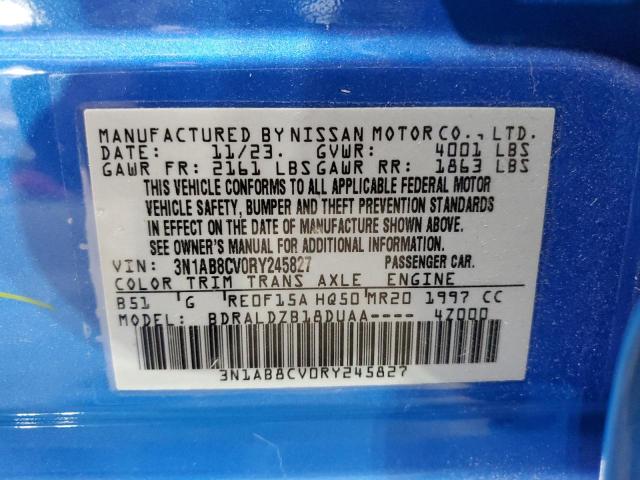 MANUFACTURED BY NISSAN MOTOR CO., LTD.
DATE: 11/23. GVWR: 4001 LBS
GAWR FR: 2161 LBS GAWR RR: 1863 LBS
THIS VEHICLE CONFORMS TO ALL APPLICABLE FEDERAL MOTOR
VEHICLE SAFETY, BUMPER AND THEFT PREVENTION STANDARDS
IN EFFECT ON THE DATE OF MANUFACTURE SHOWN ABOVE.
SEE OWNER'S MANUAL FOR ADDITIONAL INFORMATION.
VIN: 3N1AB8CV0RY245827 PASSENGER CAR.
COLOR TRIM TRANS AXLE ENGINE
B51 G RE0F15A HQ50 MR20 1997 CC
MODEL: BDRALDZB18DUAA---- 4Z000
3N1AB8CV0RY245827